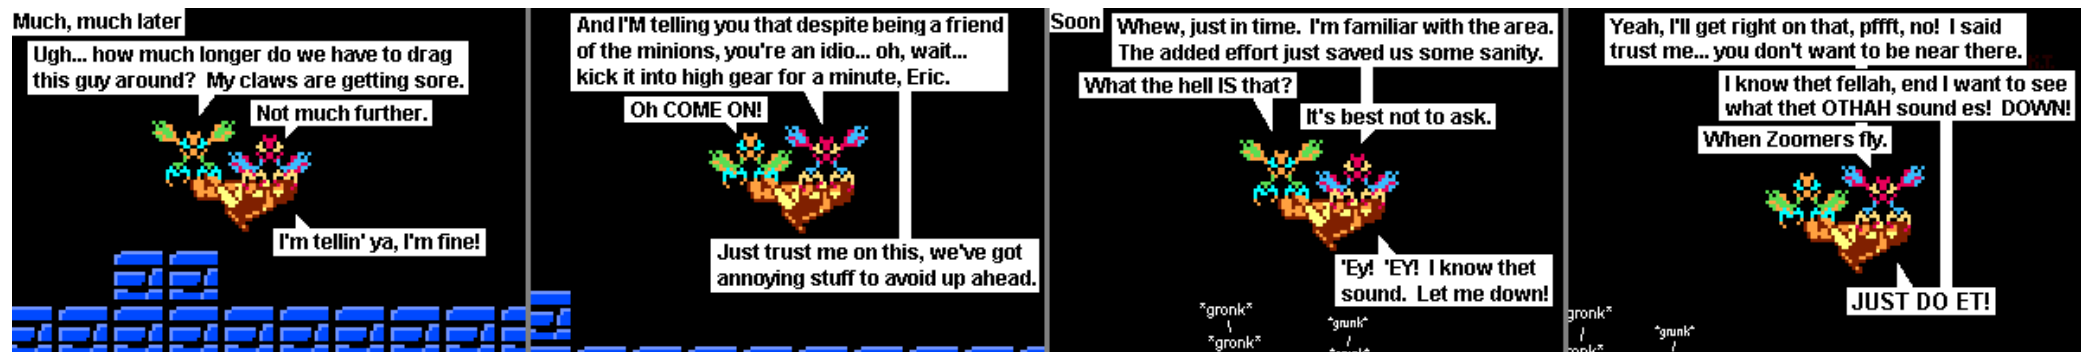 Much, much later
Ugh... how much longer do we have to drag
this guy around?  My claws are getting sore.
Not much further.
I'm tellin' ya, I'm fine!
And I'M telling you that despite being a friend
of the minions, you're an idio... oh, wait...
kick it into high gear for a minute, Eric.
Oh COME ON!
Just trust me on this, we've got
annoying stuff to avoid up ahead.
Soon
Whew, just in time.  I'm familiar with the area.
The added effort just saved us some sanity.
What the hell IS that?
It's best not to ask.
'Ey!  'EY!  I know thet
sound.  Let me down!
*gronk*
*gronk*
*grunk*
Yeah, I'll get right on that, pffft, no!  I said
trust me... you don't want to be near there.
I know thet fellah, end I want to see
what thet OTHAH sound es!  DOWN!
When Zoomers fly.
JUST DO ET!
gronk*
*grunk*